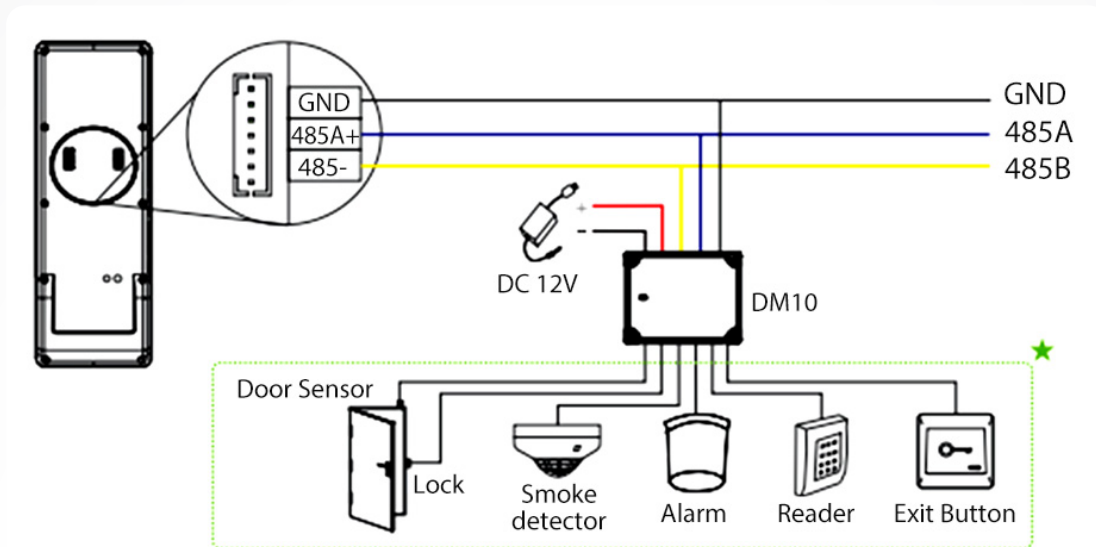 GND
485A+
485-
GND
485A
485B
+
-
DC 12V
DM10
Door Sensor
Lock
Smoke
detector
Alarm
Reader
Exit Button